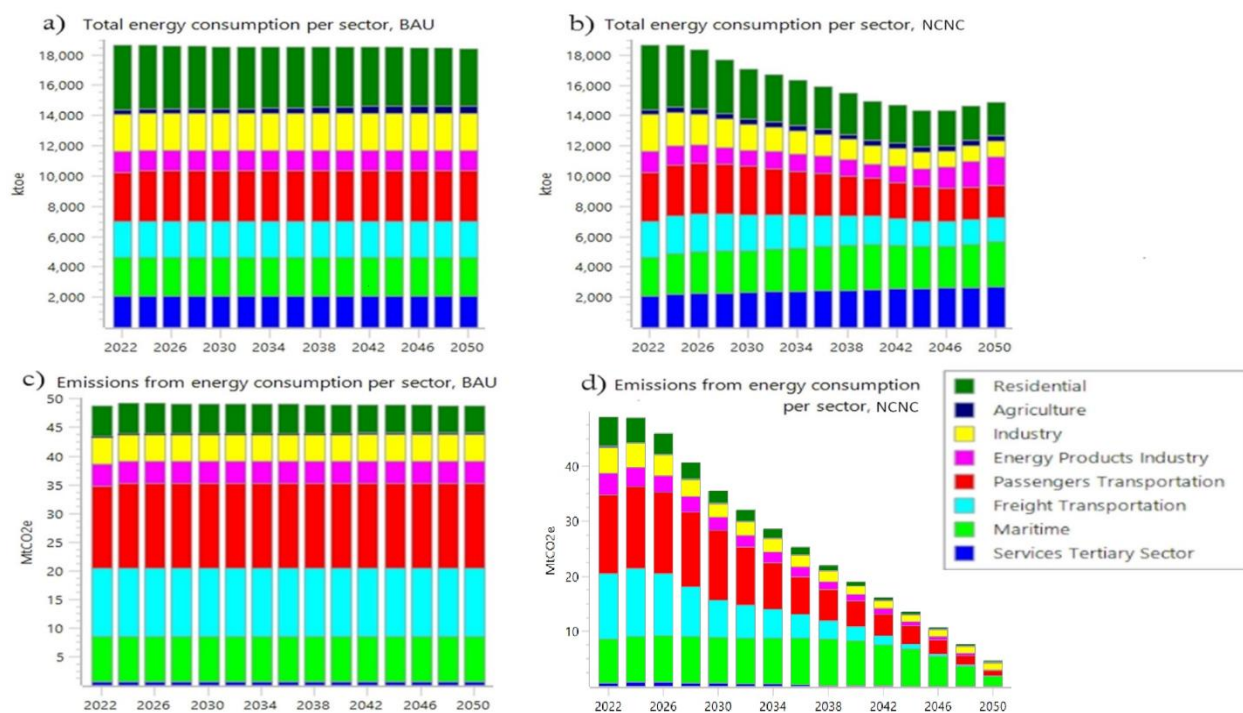 a) Total energy consumption per sector, BAU
18,000
16,000
14,000
12,000
10,000
8,000
6,000
4,000
2,000
ktoe
2022 2026 2030 2034 2038 2042 2046 2050
b) Total energy consumption per sector, NCNC
18,000
16,000
14,000
12,000
10,000
8,000
6,000
4,000
2,000
ktoe
2022 2026 2030 2034 2038 2042 2046 2050
c) Emissions from energy consumption per sector, BAU
50
45
40
35
30
25
20
15
10
5
MtCO2e
2022 2026 2030 2034 2038 2042 2046 2050
d) Emissions from energy consumption
per sector, NCNC
40
30
20
10
MtCO2e
2022 2026 2030 2034 2038 2042 2046 2050
Residential
Agriculture
Industry
Energy Products Industry
Passengers Transportation
Freight Transportation
Maritime
Services Tertiary Sector